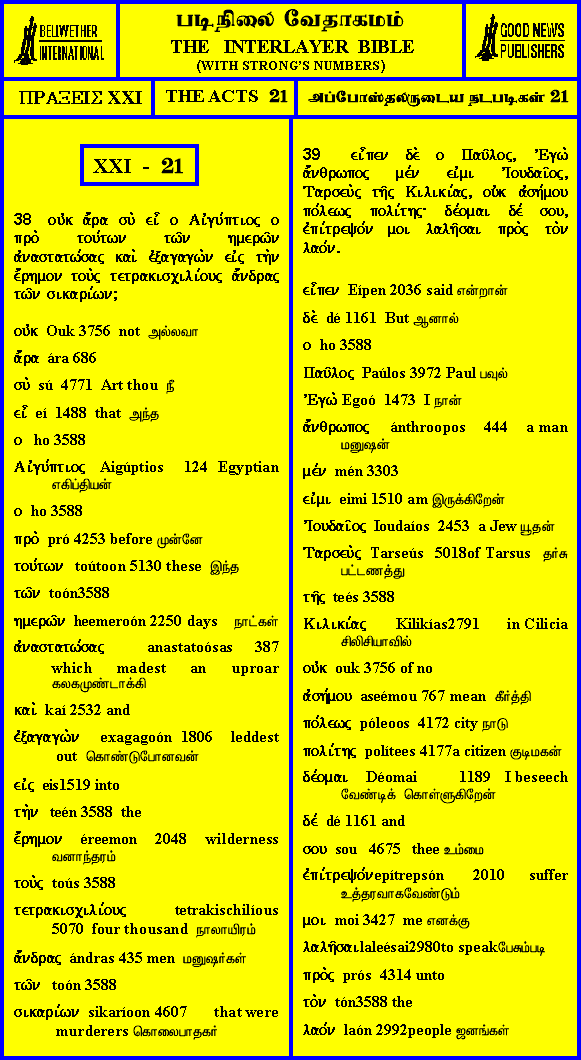 BELLWETHER
INTERNATIONAL
படிநிலை வேதாகமம்
THE INTERLAYER BIBLE
(WITH STRONG'S NUMBERS)
GOOD NEWS
PUBLISHERS
ΠΡΑΞΕΙΣ XXI
THE ACTS 21
அப்போஸ்தலருடைய நடபடிகள் 21
XXI - 21
38 οὐκ ἄρα σὺ εἶ ο Αἰγύπτιος ο
πρὸ τούτων τῶν ημερῶν
ἀναστατώσας καὶ ἐξαγαγὼν εἰς τὴν
ἔρημον τοὺς τετρακισχιλίους ἄνδρας
τῶν σικαρίων;
οὐκ Ouk 3756 not அல்லவா
ἄρα ára 686
σὺ sú 4771 Art thou நீ
εἶ eí 1488 that அந்த
ο ho 3588
Αἰγύπτιος Aigúptios 124 Egyptian
எகிப்தியன்
ο ho 3588
πρὸ pró 4253 before முன்னே
τούτων toútoon 5130 these இந்த
τῶν toón3588
ημερῶν heemeroón 2250 days நாட்கள்
ἀναστατώσας anastatoósas 387
which madest an uproar
கலகமுண்டாக்கி
καὶ kaí 2532 and
ἐξαγαγὼν exagagoón 1806 leddest
out கொண்டுபோனவன்
εἰς eis1519 into
τὴν teén 3588 the
ἔρημον éreemon 2048 wilderness
வனாந்தரம்
τοὺς toús 3588
τετρακισχιλίους tetrakischilíous
5070 four thousand நாலாயிரம்
ἄνδρας ándras 435 men மனுஷர்கள்
τῶν toón 3588
σικαρίων sikaríoon 4607 that were
murderers கொலைபாதகர்
39 εἶπεν δὲ ο Παῦλος, Ἐγὼ
ἄνθρωπος μέν εἰμι Ἰουδαῖος,
Ταρσεὺς τῆς Κιλικίας, οὐκ ἀσήμου
πόλεως πολίτης· δέομαι δέ σου,
ἐπίτρεψόν μοι λαλῆσαι πρὸς τὸν
λαόν.
εἶπεν Eípen 2036 said என்றான்
δὲ dé 1161 But ஆனால்
ο ho 3588
Παῦλος Paúlos 3972 Paul பவுல்
Ἐγὼ Egoó 1473 I நான்
ἄνθρωπος ánthroopos 444 a man
மனுஷன்
μέν mén 3303
εἰμι eimi 1510 am இருக்கிறேன்
Ἰουδαῖος Ioudaíos 2453 a Jew யூதன்
Ταρσεὺς Tarseús 5018of Tarsus தர்சு
பட்டணத்து
τῆς teés 3588
Κιλικίας Kilikías2791 in Cilicia
சிலிசியாவில்
οὐκ ouk 3756 of no
ἀσήμου aseémou 767 mean கீர்த்தி
πόλεως póleoos 4172 city நாடு
πολίτης polítees 4177a citizen குடிமகன்
δέομαι Déomai 1189 I beseech
வேண்டிக் கொள்ளுகிறேன்
δέ dé 1161 and
σου sou 4675 thee உம்மை
ἐπίτρεψόνepítrepsón 2010 suffer
உத்தரவாகவேண்டும்
μοι moi 3427 me எனக்கு
λαλῆσαιlaleésai2980to speakபேசும்படி
πρὸς prós 4314 unto
τὸν tón3588 the
λαόν laón 2992people ஜனங்கள்